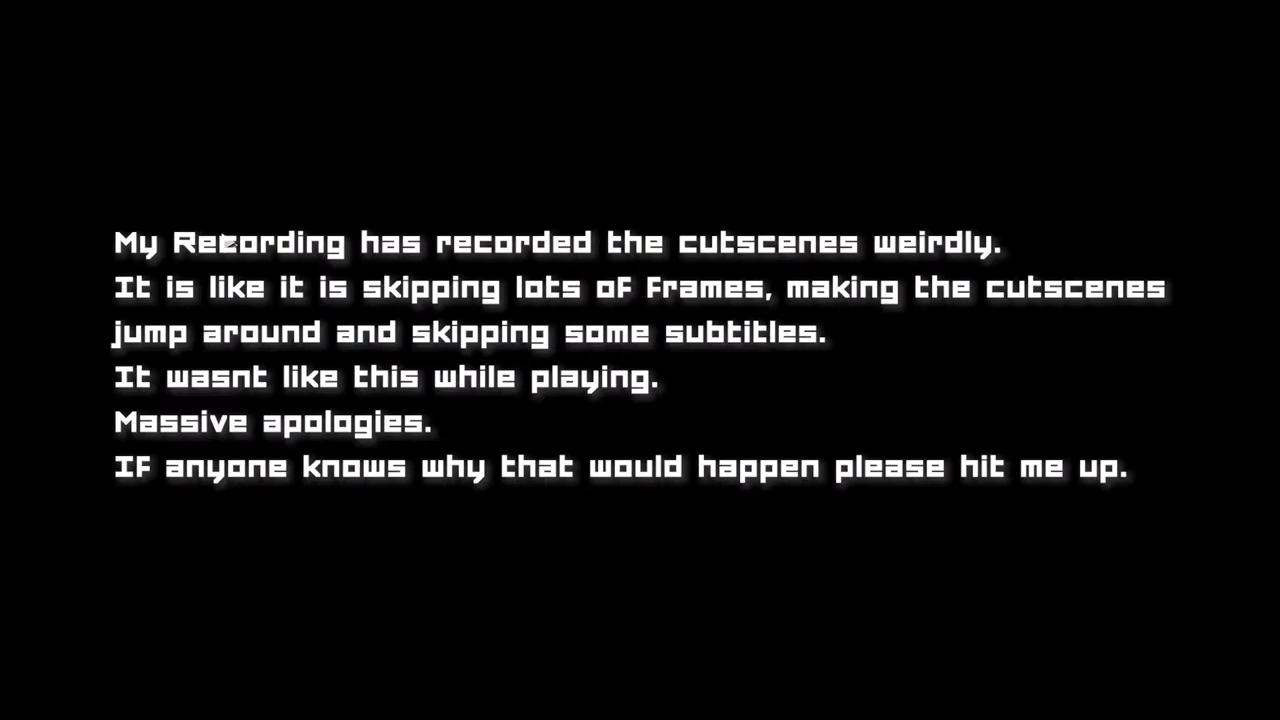 My Recording has recorded the cutscenes weirdly.
It is like it is skipping lots of frames, making the cutscenes
jump around and skipping some subtitles.
It wasnt like this while playing.
Massive apologies.
If anyone knows why that would happen please hit me up.